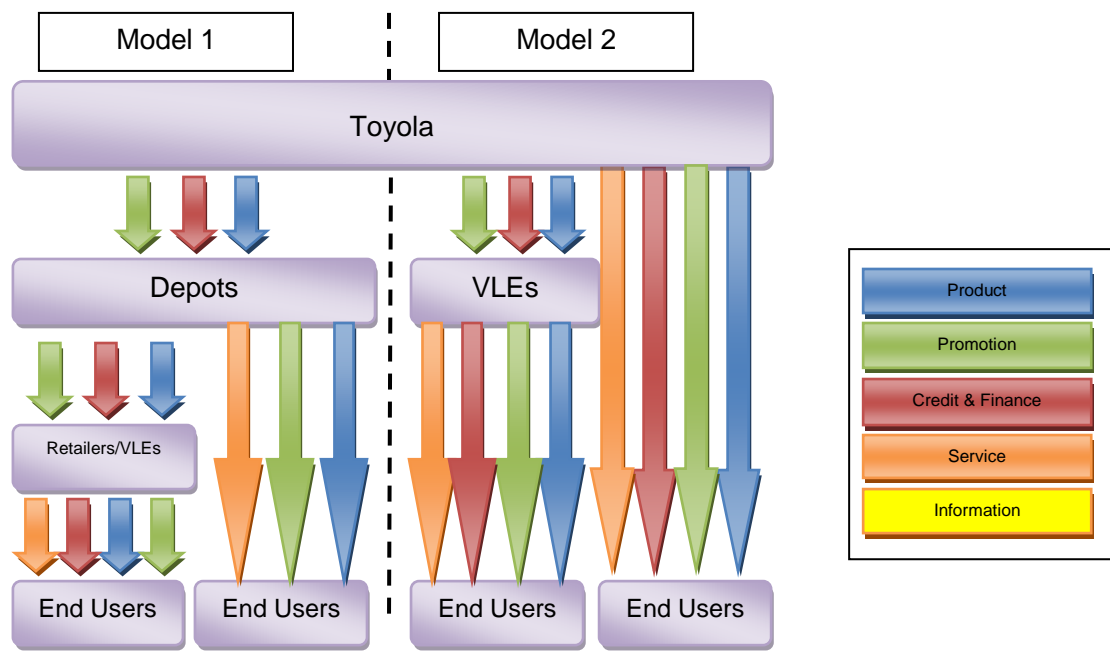 Model 1
Model 2
Toyola
Depots
VLEs
Retailers/VLEs
End Users
End Users
End Users
End Users
Product
Promotion
Credit & Finance
Service
Information